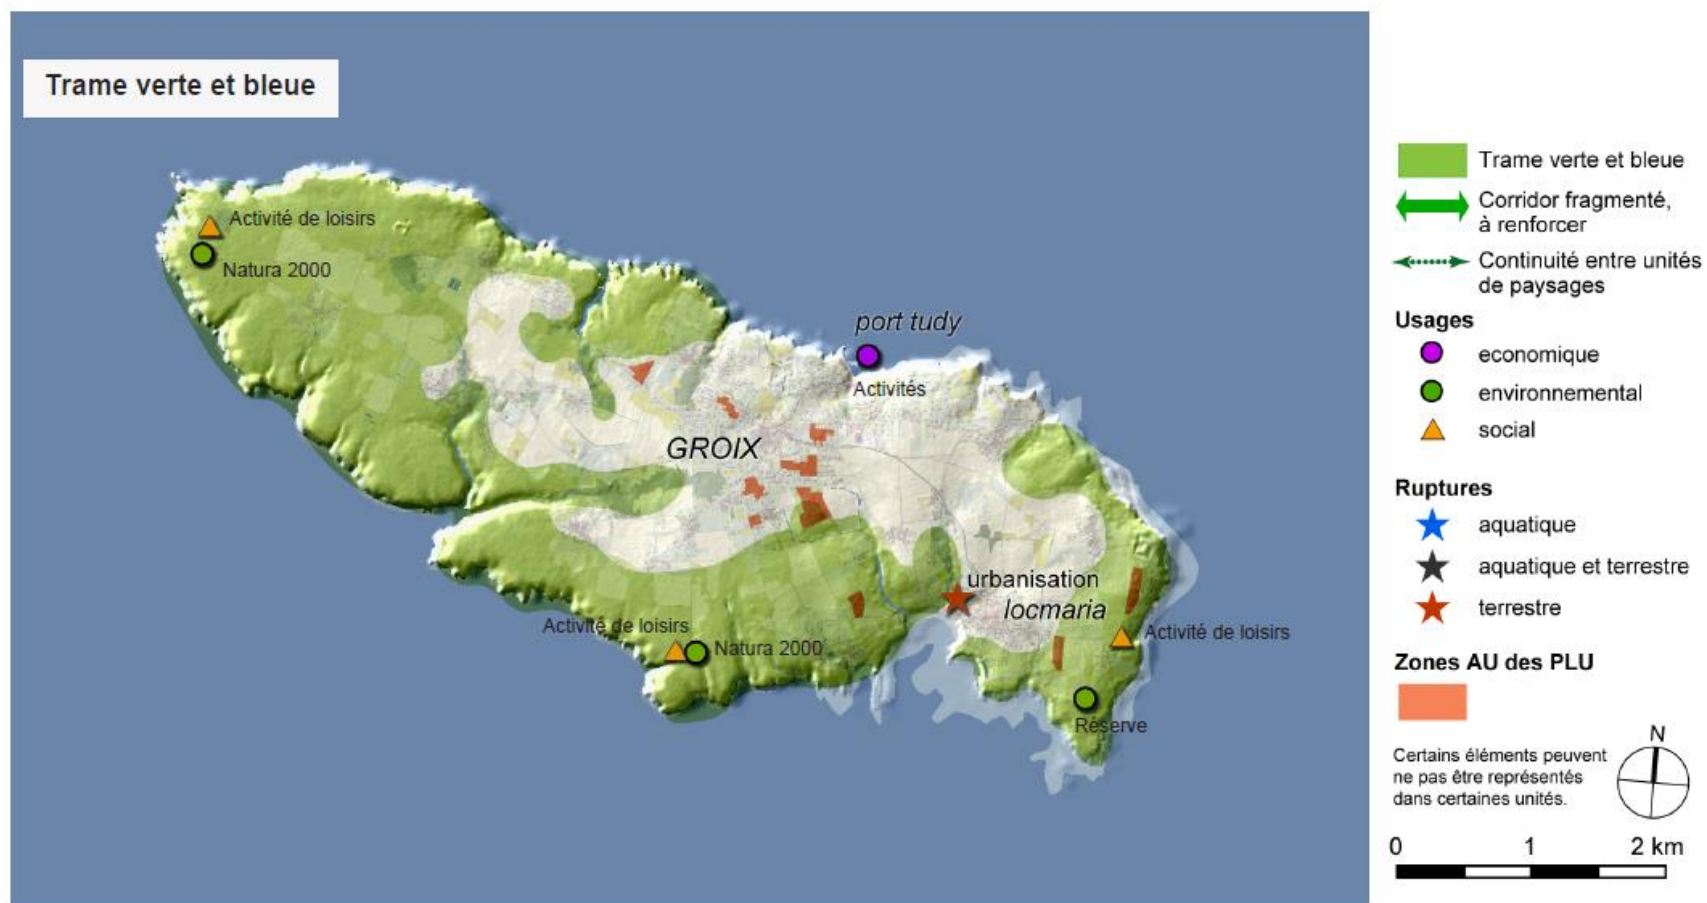 Trame verte et bleue
Activité de loisirs
Natura 2000
port tudy
Activités
GROIX
urbanisation
locmaria
Activité de loisirs
Natura 2000
Activité de loisirs
Réserve
Trame verte et bleue
Corridor fragmenté,
à renforcer
Continuité entre unités
de paysages
Usages
economique
environnemental
social
Ruptures
aquatique
aquatique et terrestre
terrestre
Zones AU des PLU
Certains éléments peuvent
ne pas être représentés
dans certaines unités.
N
0 1 2 km